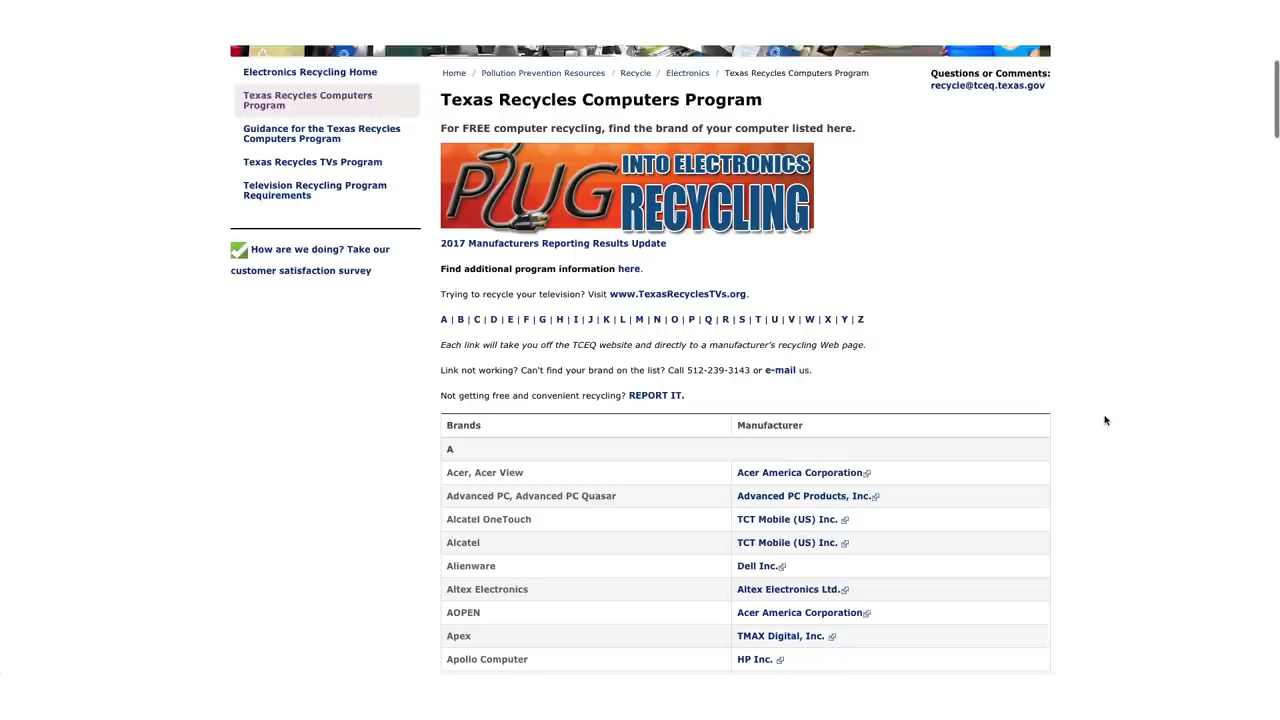 Electronics Recycling Home
Texas Recycles Computers
Program
Guidance for the Texas Recycles
Computers Program
Texas Recycles TVs Program
Television Recycling Program
Requirements
How are we doing? Take our
customer satisfaction survey
Home / Pollution Prevention Resources / Recycle / Electronics / Texas Recycles Computers Program
Questions or Comments:
recycle@tceq.texas.gov
Texas Recycles Computers Program
For FREE computer recycling, find the brand of your computer listed here.
PLUG INTO ELECTRONICS
RECYCLING
2017 Manufacturers Reporting Results Update
Find additional program information here.
Trying to recycle your television? Visit www.TexasRecyclesTVs.org.
A | B | C | D | E | F | G | H | I | J | K | L | M | N | O | P | Q | R | S | T | U | V | W | X | Y | Z
Each link will take you off the TCEQ website and directly to a manufacturer's recycling Web page.
Link not working? Can't find your brand on the list? Call 512-239-3143 or e-mail us.
Not getting free and convenient recycling? REPORT IT.
Brands Manufacturer
A
Acer, Acer View Acer America Corporation
Advanced PC, Advanced PC Quasar Advanced PC Products, Inc.
Alcatel OneTouch TCT Mobile (US) Inc.
Alcatel TCT Mobile (US) Inc.
Alienware Dell Inc.
Altex Electronics Altex Electronics Ltd.
AOPEN Acer America Corporation
Apex TMAX Digital, Inc.
Apollo Computer HP Inc.